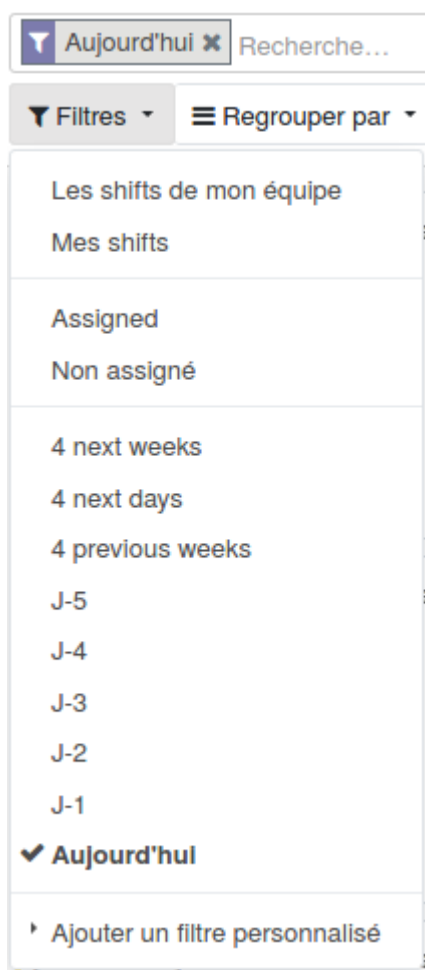 Aujourd'hui Recherche…
Filtres Regrouper par
Les shifts de mon équipe
Mes shifts
Assigned
Non assigné
4 next weeks
4 next days
4 previous weeks
J-5
J-4
J-3
J-2
J-1
Aujourd'hui
Ajouter un filtre personnalisé